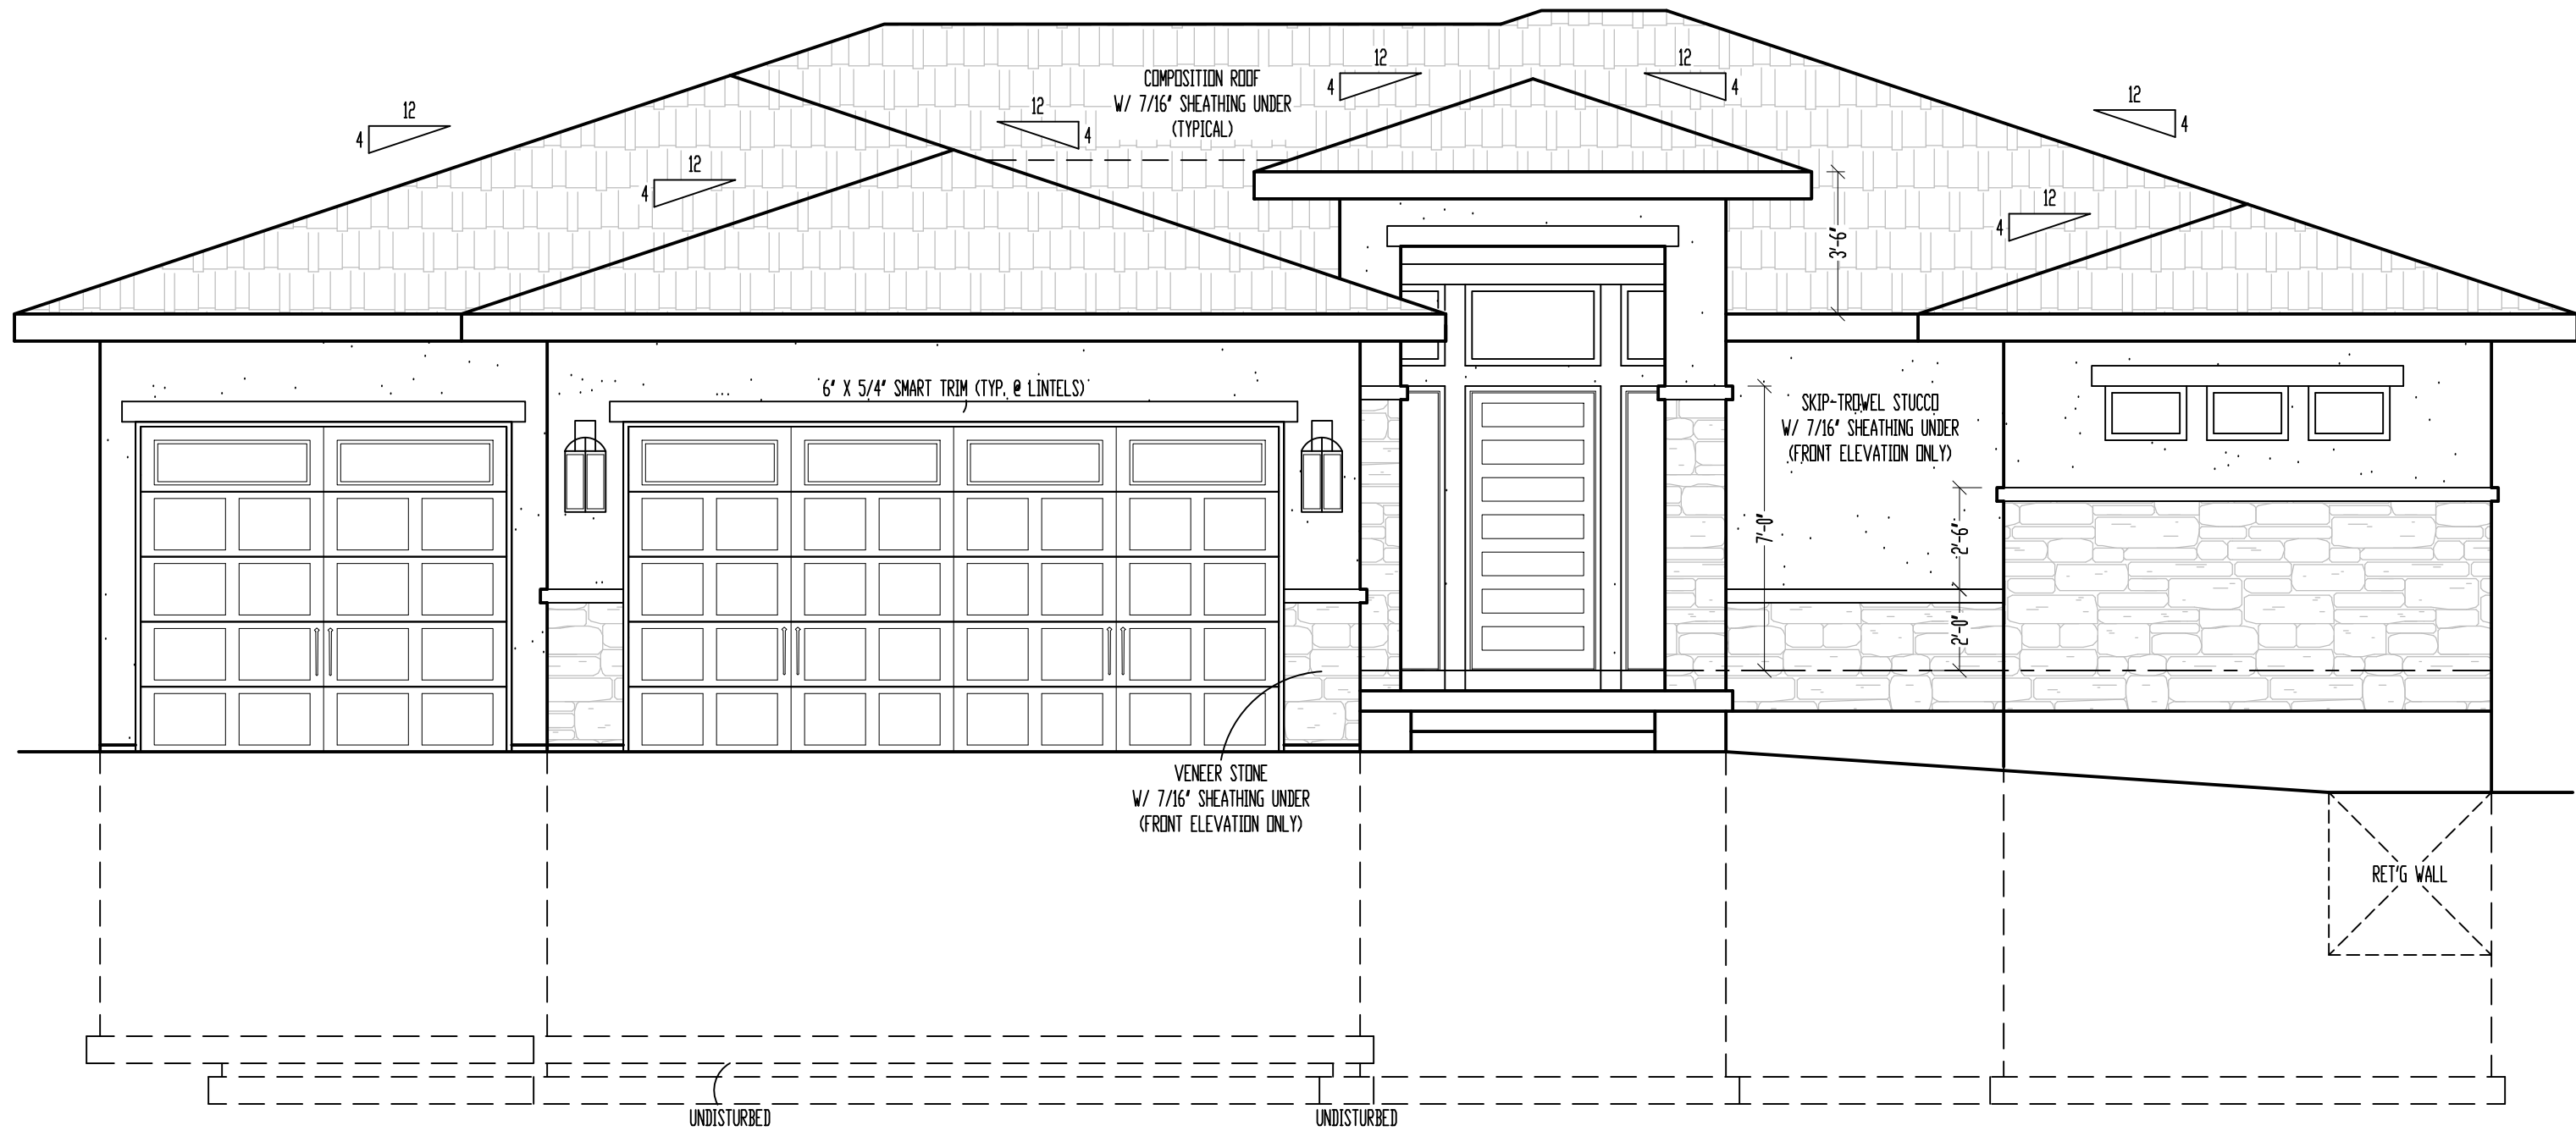 COMPOSITION ROOF
W/ 7/16" SHEATHING UNDER
(TYPICAL)
12
4
12
4
12
4
12
4
12
4
12
4
12
4
3'-6"
6" X 5/4" SMART TRIM (TYP. @ LINTELS)
SKIP-TROWEL STUCCO
W/ 7/16" SHEATHING UNDER
(FRONT ELEVATION ONLY)
7'-0"
2'-6"
2'-0"
VENEER STONE
W/ 7/16" SHEATHING UNDER
(FRONT ELEVATION ONLY)
RET'G WALL
UNDISTURBED
UNDISTURBED